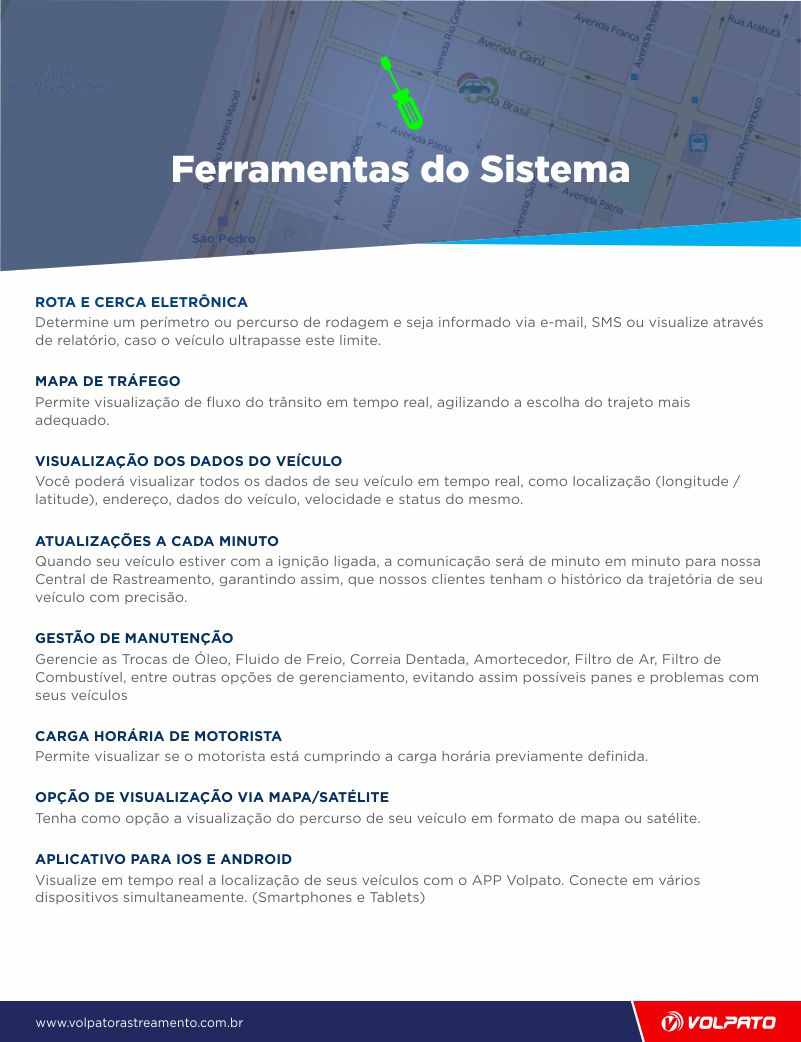 Canal
dos Navegantes
Avenida Cairú
Avenida França
Rua Arabutã
Avenida Pátria
Avenida Pernambuco
Avenida Pátria
São Pedro
P
Ferramentas do Sistema
ROTA E CERCA ELETRÔNICA
Determine um perímetro ou percurso de rodagem e seja informado via e-mail, SMS ou visualize através
de relatório, caso o veículo ultrapasse este limite.
MAPA DE TRÁFEGO
Permite visualização de fluxo do trânsito em tempo real, agilizando a escolha do trajeto mais
adequado.
VISUALIZAÇÃO DOS DADOS DO VEÍCULO
Você poderá visualizar todos os dados de seu veículo em tempo real, como localização (longitude /
latitude), endereço, dados do veículo, velocidade e status do mesmo.
ATUALIZAÇÕES A CADA MINUTO
Quando seu veículo estiver com a ignição ligada, a comunicação será de minuto em minuto para nossa
Central de Rastreamento, garantindo assim, que nossos clientes tenham o histórico da trajetória de seu
veículo com precisão.
GESTÃO DE MANUTENÇÃO
Gerencie as Trocas de Óleo, Fluido de Freio, Correia Dentada, Amortecedor, Filtro de Ar, Filtro de
Combustível, entre outras opções de gerenciamento, evitando assim possíveis panes e problemas com
seus veículos
CARGA HORÁRIA DE MOTORISTA
Permite visualizar se o motorista está cumprindo a carga horária previamente definida.
OPÇÃO DE VISUALIZAÇÃO VIA MAPA/SATÉLITE
Tenha como opção a visualização do percurso de seu veículo em formato de mapa ou satélite.
APLICATIVO PARA IOS E ANDROID
Visualize em tempo real a localização de seus veículos com o APP Volpato. Conecte em vários
dispositivos simultaneamente. (Smartphones e Tablets)
www.volpatorastreamento.com.br
VOLPATO